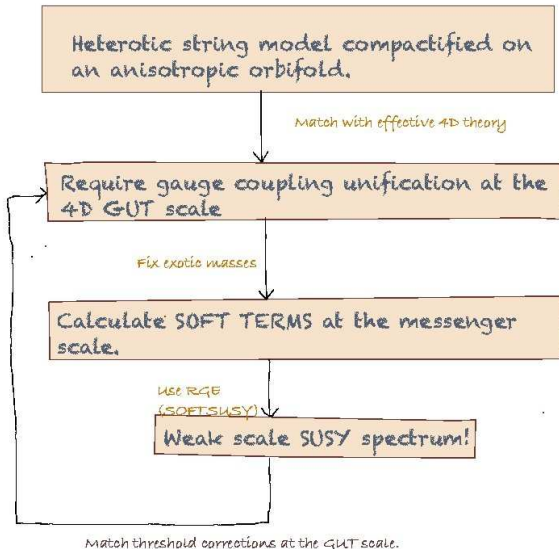 Heterotic string model compactified on
an anisotropic orbifold.
Match with effective 4D theory
Require gauge coupling unification at the
4D GUT scale
Fix exotic masses
Calculate SOFT TERMS at the messenger
scale.
Use RGE
(SOFTSUSY)
Weak scale SUSY spectrum!
Match threshold corrections at the GUT scale.